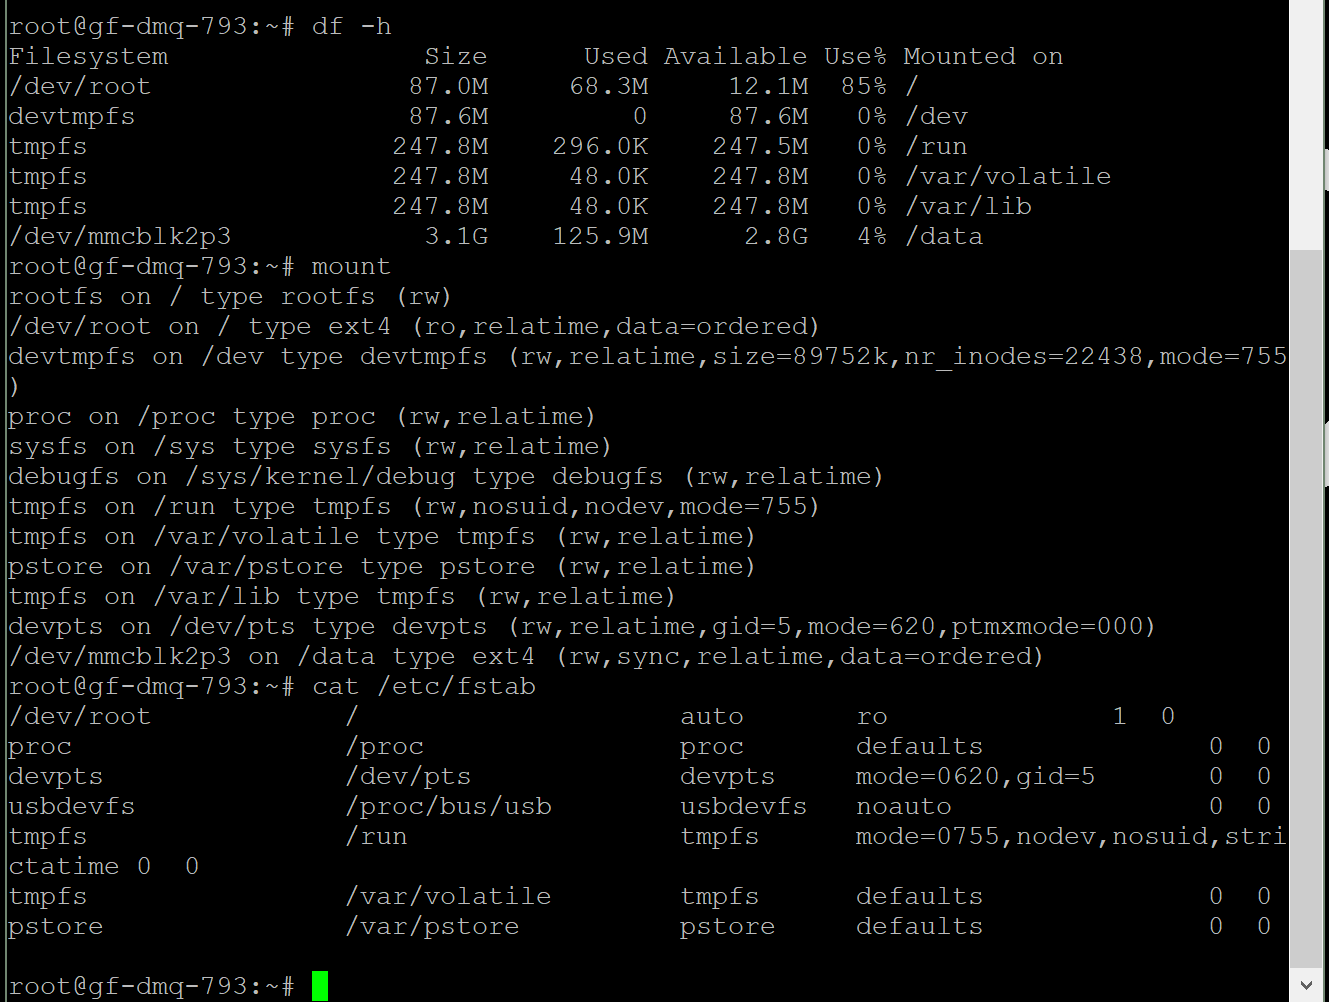 root@gf-dmq-793:~# df -h
Filesystem                Size      Used Available Use% Mounted on
/dev/root                87.0M     68.3M     12.1M  85% /
devtmpfs                 87.6M         0     87.6M   0% /dev
tmpfs                   247.8M    296.0K    247.5M   0% /run
tmpfs                   247.8M     48.0K    247.8M   0% /var/volatile
tmpfs                   247.8M     48.0K    247.8M   0% /var/lib
/dev/mmcblk2p3            3.1G    125.9M      2.8G   4% /data
root@gf-dmq-793:~# mount
rootfs on / type rootfs (rw)
/dev/root on / type ext4 (ro,relatime,data=ordered)
devtmpfs on /dev type devtmpfs (rw,relatime,size=89752k,nr_inodes=22438,mode=755
)
proc on /proc type proc (rw,relatime)
sysfs on /sys type sysfs (rw,relatime)
debugfs on /sys/kernel/debug type debugfs (rw,relatime)
tmpfs on /run type tmpfs (rw,nosuid,nodev,mode=755)
tmpfs on /var/volatile type tmpfs (rw,relatime)
pstore on /var/pstore type pstore (rw,relatime)
tmpfs on /var/lib type tmpfs (rw,relatime)
devpts on /dev/pts type devpts (rw,relatime,gid=5,mode=620,ptmxmode=000)
/dev/mmcblk2p3 on /data type ext4 (rw,sync,relatime,data=ordered)
root@gf-dmq-793:~# cat /etc/fstab
/dev/root            /                    auto       ro              1  0
proc                 /proc                proc       defaults              0  0
devpts               /dev/pts             devpts     mode=0620,gid=5       0  0
usbdevfs             /proc/bus/usb        usbdevfs   noauto                0  0
tmpfs                /run                 tmpfs      mode=0755,nodev,nosuid,stri
ctatime 0  0
tmpfs                /var/volatile        tmpfs      defaults              0  0
pstore               /var/pstore          pstore     defaults              0  0
root@gf-dmq-793:~#